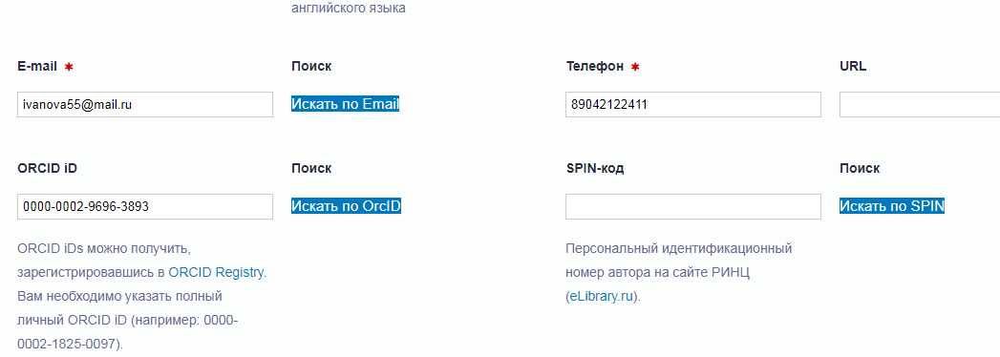 английского языка
E-mail ✱
Поиск
Телефон ✱
URL
ivanova55@mail.ru
Искать по Email
89042122411
ORCID iD
Поиск
SPIN-код
Поиск
0000-0002-9696-3893
Искать по OrcID
Искать по SPIN
ORCID iDs можно получить,
зарегистрировавшись в ORCID Registry.
Вам необходимо указать полный
личный ORCID iD (например: 0000-
0002-1825-0097).
Персональный идентификационный
номер автора на сайте РИНЦ
(eLibrary.ru).